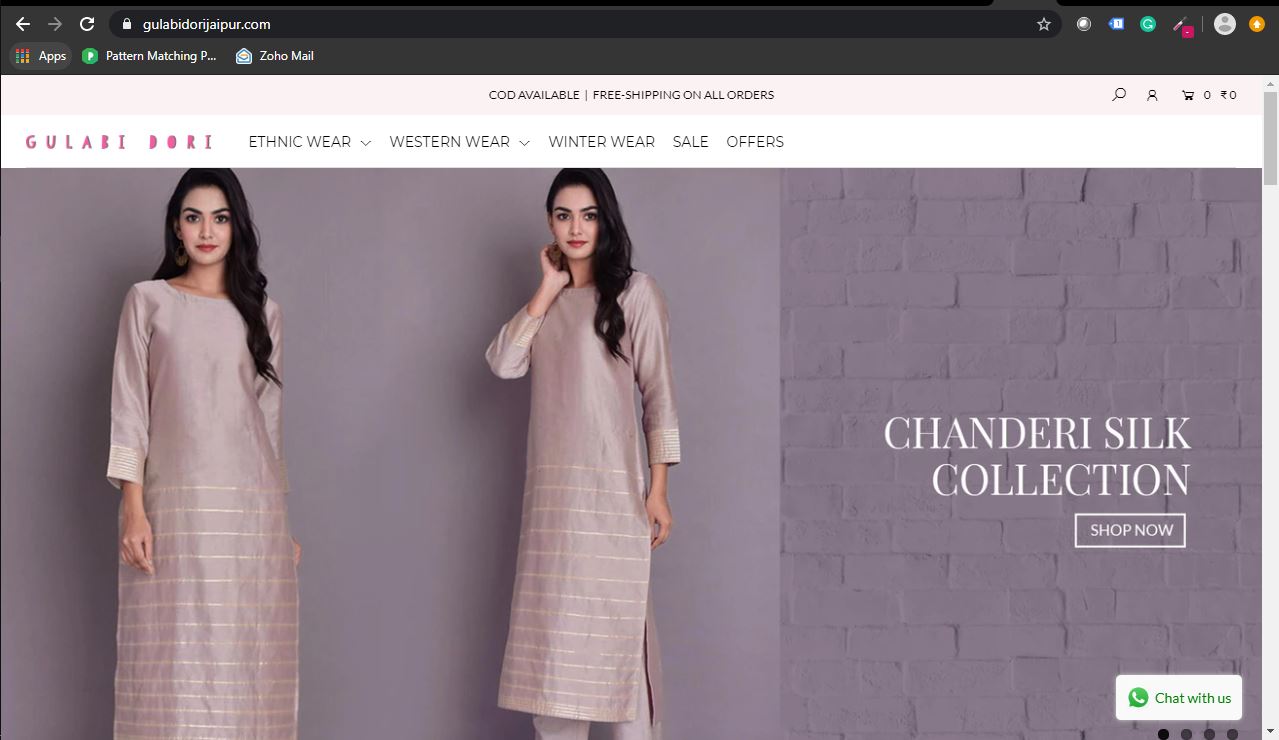 gulabidorijaipur.com
Apps
Pattern Matching P...
Zoho Mail
COD AVAILABLE | FREE-SHIPPING ON ALL ORDERS
0 ₹ 0
GULABI DORI
ETHNIC WEAR
WESTERN WEAR
WINTER WEAR
SALE
OFFERS
CHANDERI SILK
COLLECTION
SHOP NOW
Chat with us